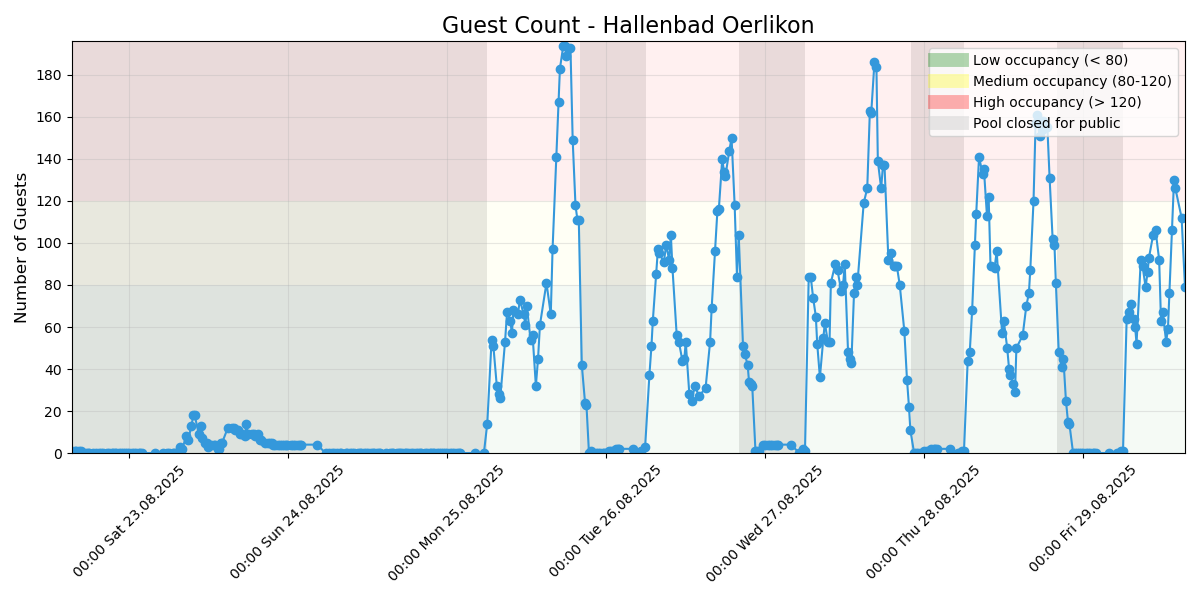 Guest Count - Hallenbad Oerlikon
Number of Guests
180
160
140
120
100
80
60
40
20
0
Low occupancy (< 80)
Medium occupancy (80-120)
High occupancy (> 120)
Pool closed for public
00:00 Sat 23.08.2025
00:00 Sun 24.08.2025
00:00 Mon 25.08.2025
00:00 Tue 26.08.2025
00:00 Wed 27.08.2025
00:00 Thu 28.08.2025
00:00 Fri 29.08.2025